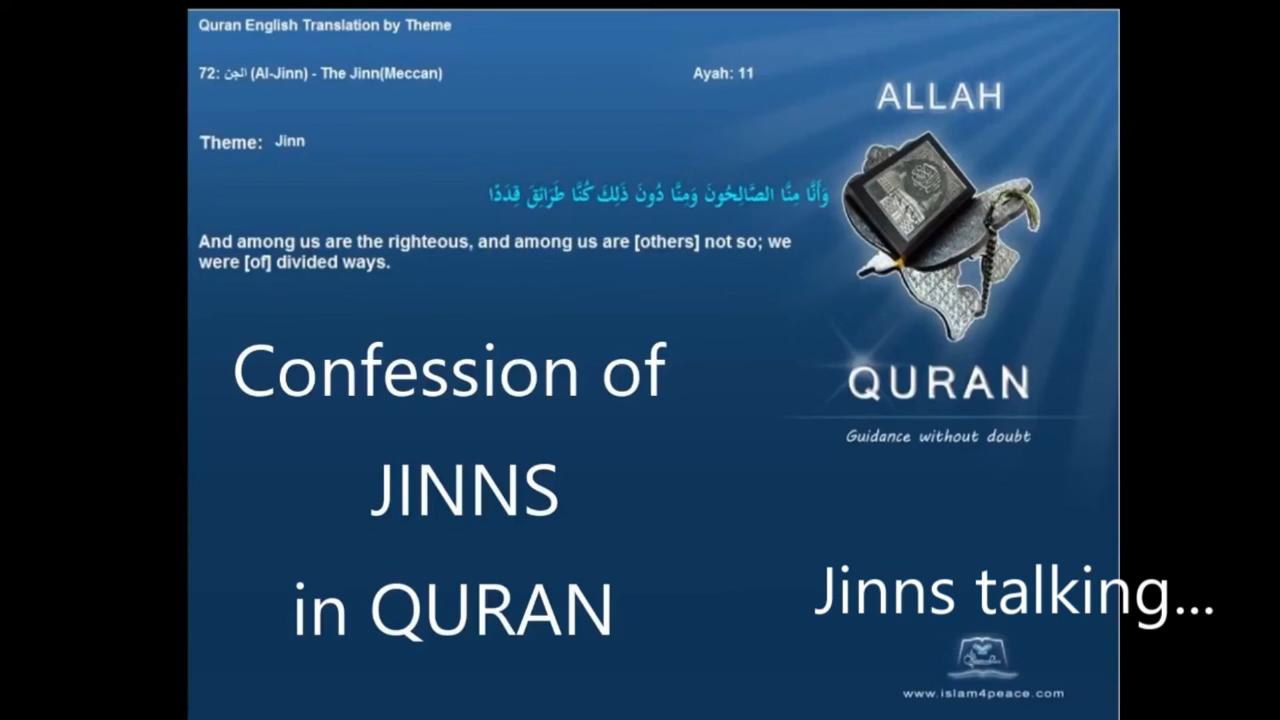 Quran English Translation by Theme
72: الجن (Al-Jinn) - The Jinn(Meccan)
Ayah: 11
Theme: Jinn
وَأَنَّا مِنَّا الصَّالِحُونَ وَمِنَّا دُونَ ذَلِكَ كُنَّا طَرَائِقَ قِدَدًا
And among us are the righteous, and among us are [others] not so; we
were [of] divided ways.
ALLAH
QURAN
Guidance without doubt
Confession of
JINNS
in QURAN
Jinns talking...
www.islam4peace.com